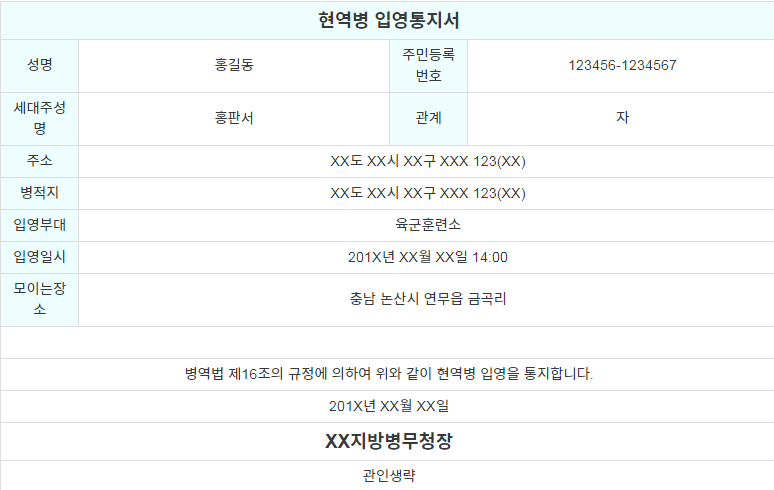 현역병 입영통지서
성명 홍길동 주민등록
번호 123456-1234567
세대주성
명 홍판서 관계 자
주소 XX도 XX시 XX구 XXX 123(XX)
병적지 XX도 XX시 XX구 XXX 123(XX)
입영부대 육군훈련소
입영일시 201X년 XX월 XX일 14:00
모이는장
소 충남 논산시 연무읍 금곡리
병역법 제16조의 규정에 의하여 위와 같이 현역병 입영을 통지합니다.
201X년 XX월 XX일
XX지방병무청장
관인생략